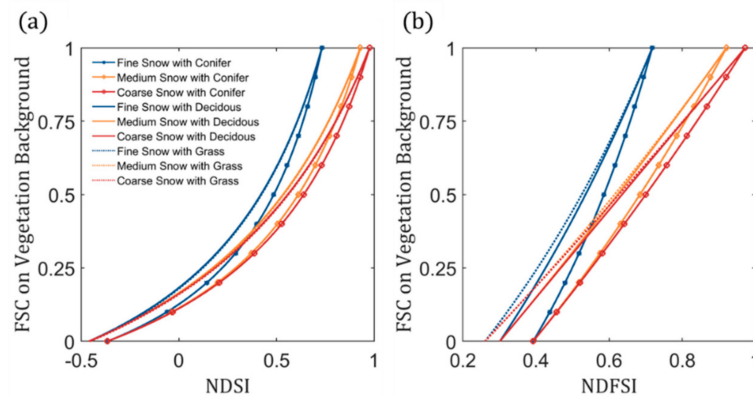 (a)
FSC on Vegetation Background
1
0.75
0.5
0.25
0
Fine Snow with Conifer
Medium Snow with Conifer
Coarse Snow with Conifer
Fine Snow with Decidous
Medium Snow with Decidous
Coarse Snow with Decidous
Fine Snow with Grass
Medium Snow with Grass
Coarse Snow with Grass
-0.5 0 0.5 1
NDSI
(b)
FSC on Vegetation Background
1
0.75
0.5
0.25
0
0.2 0.4 0.6 0.8 1
NDFSI